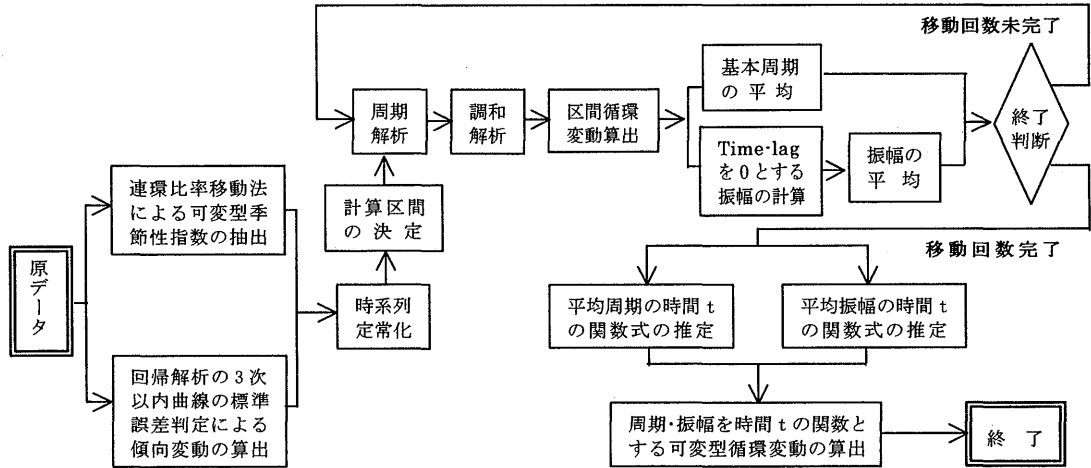 原データ
連環比率移動法
による可変型季
節性指数の抽出
回帰解析の3次
以内曲線の標準
誤差判定による
傾向変動の算出
時系列
定常化
計算区間
の決定
周期
解析
調和
解析
区間循環
変動算出
基本周期
の平均
Time・lag
を0とする
振幅の計算
振幅の
平均
終了
判断
移動回数未完了
移動回数完了
平均周期の時間t
の関数式の推定
平均振幅の時間t
の関数式の推定
周期・振幅を時間tの関数と
する可変型循環変動の算出
終了